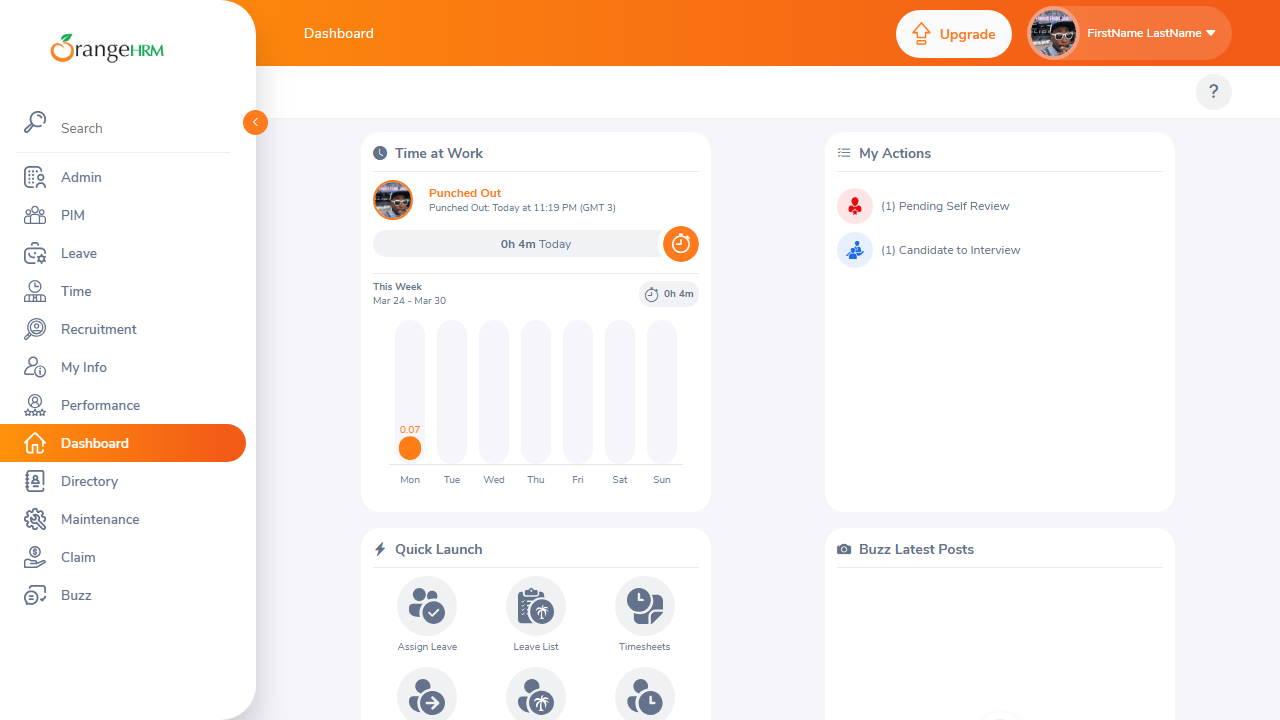 OrangeHRM
Search
Admin
PIM
Leave
Time
Recruitment
My Info
Performance
Dashboard
Directory
Maintenance
Claim
Buzz
Dashboard
Upgrade
FirstName LastName
?
Time at Work
Punched Out
Punched Out: Today at 11:19 PM (GMT 3)
0h 4m Today
This Week
Mar 24 - Mar 30
0h 4m
0.07
Mon Tue Wed Thu Fri Sat Sun
My Actions
(1) Pending Self Review
(1) Candidate to Interview
Quick Launch
Assign Leave
Leave List
Timesheets
Buzz Latest Posts